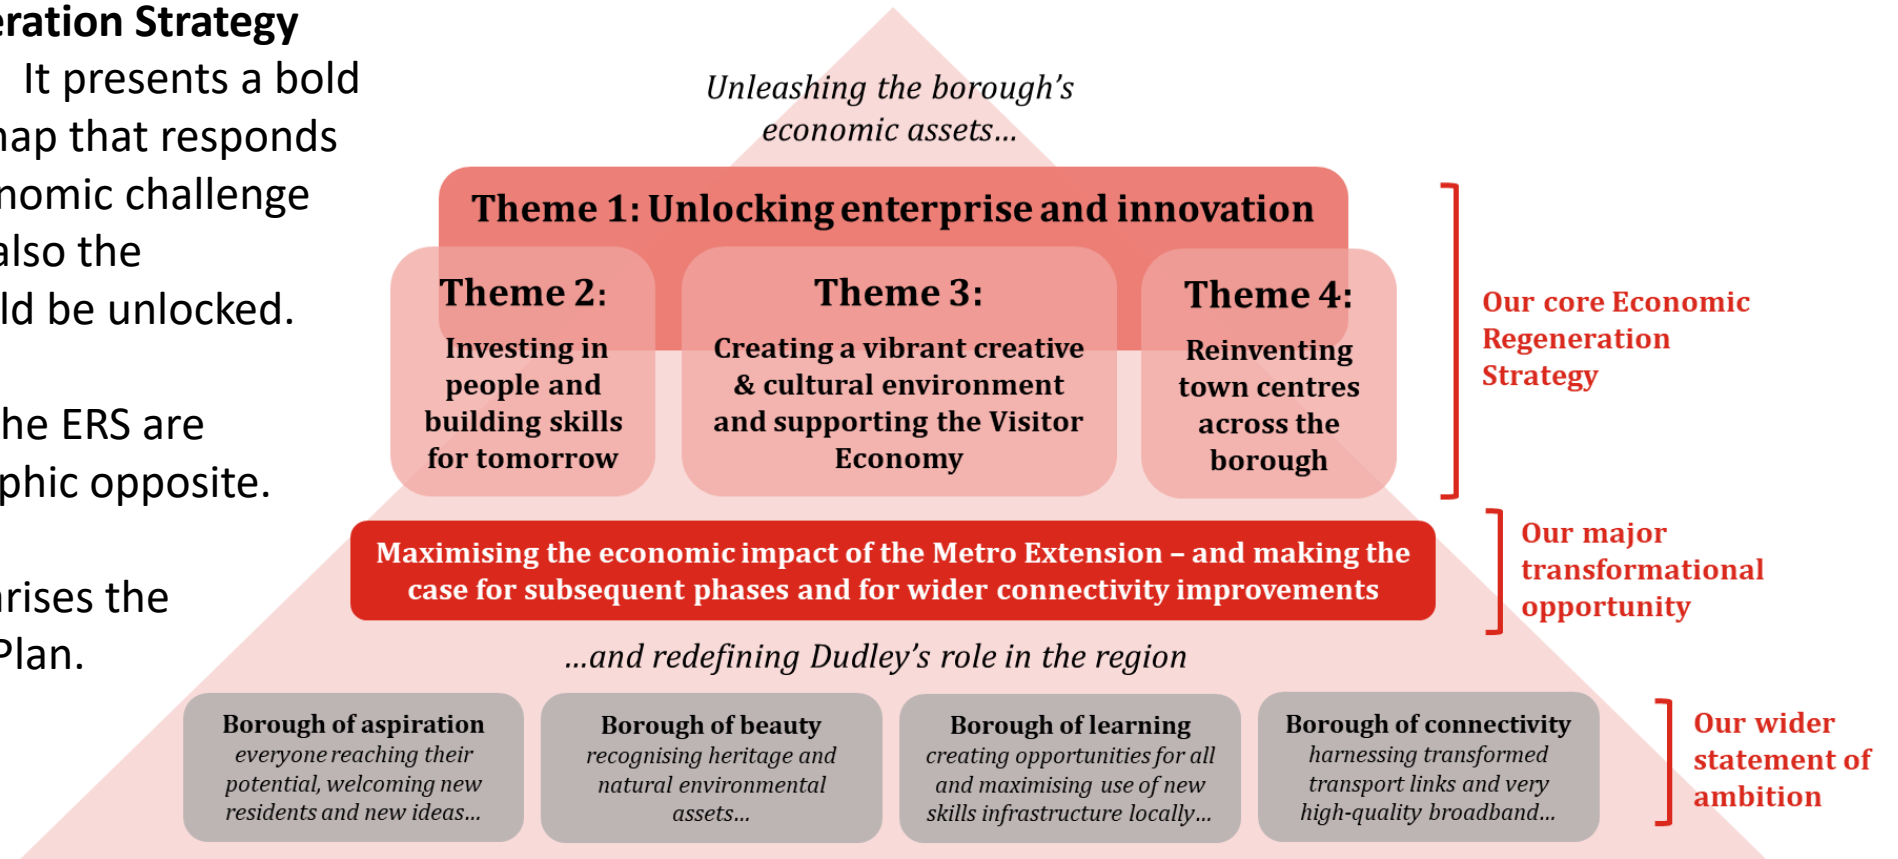 eration Strategy
It presents a bold
map that responds
nomic challenge
also the
ld be unlocked.
he ERS are
phic opposite.
rises the
Plan.
Unleashing the borough's
economic assets...
Theme 1: Unlocking enterprise and innovation
Theme 2:
Investing in
people and
building skills
for tomorrow
Theme 3:
Creating a vibrant creative
& cultural environment
and supporting the Visitor
Economy
Theme 4:
Reinventing
town centres
across the
borough
Our core Economic
Regeneration
Strategy
Maximising the economic impact of the Metro Extension – and making the
case for subsequent phases and for wider connectivity improvements
Our major
transformational
opportunity
...and redefining Dudley's role in the region
Borough of aspiration
everyone reaching their
potential, welcoming new
residents and new ideas...
Borough of beauty
recognising heritage and
natural environmental
assets...
Borough of learning
creating opportunities for all
and maximising use of new
skills infrastructure locally...
Borough of connectivity
harnessing transformed
transport links and very
high-quality broadband...
Our wider
statement of
ambition